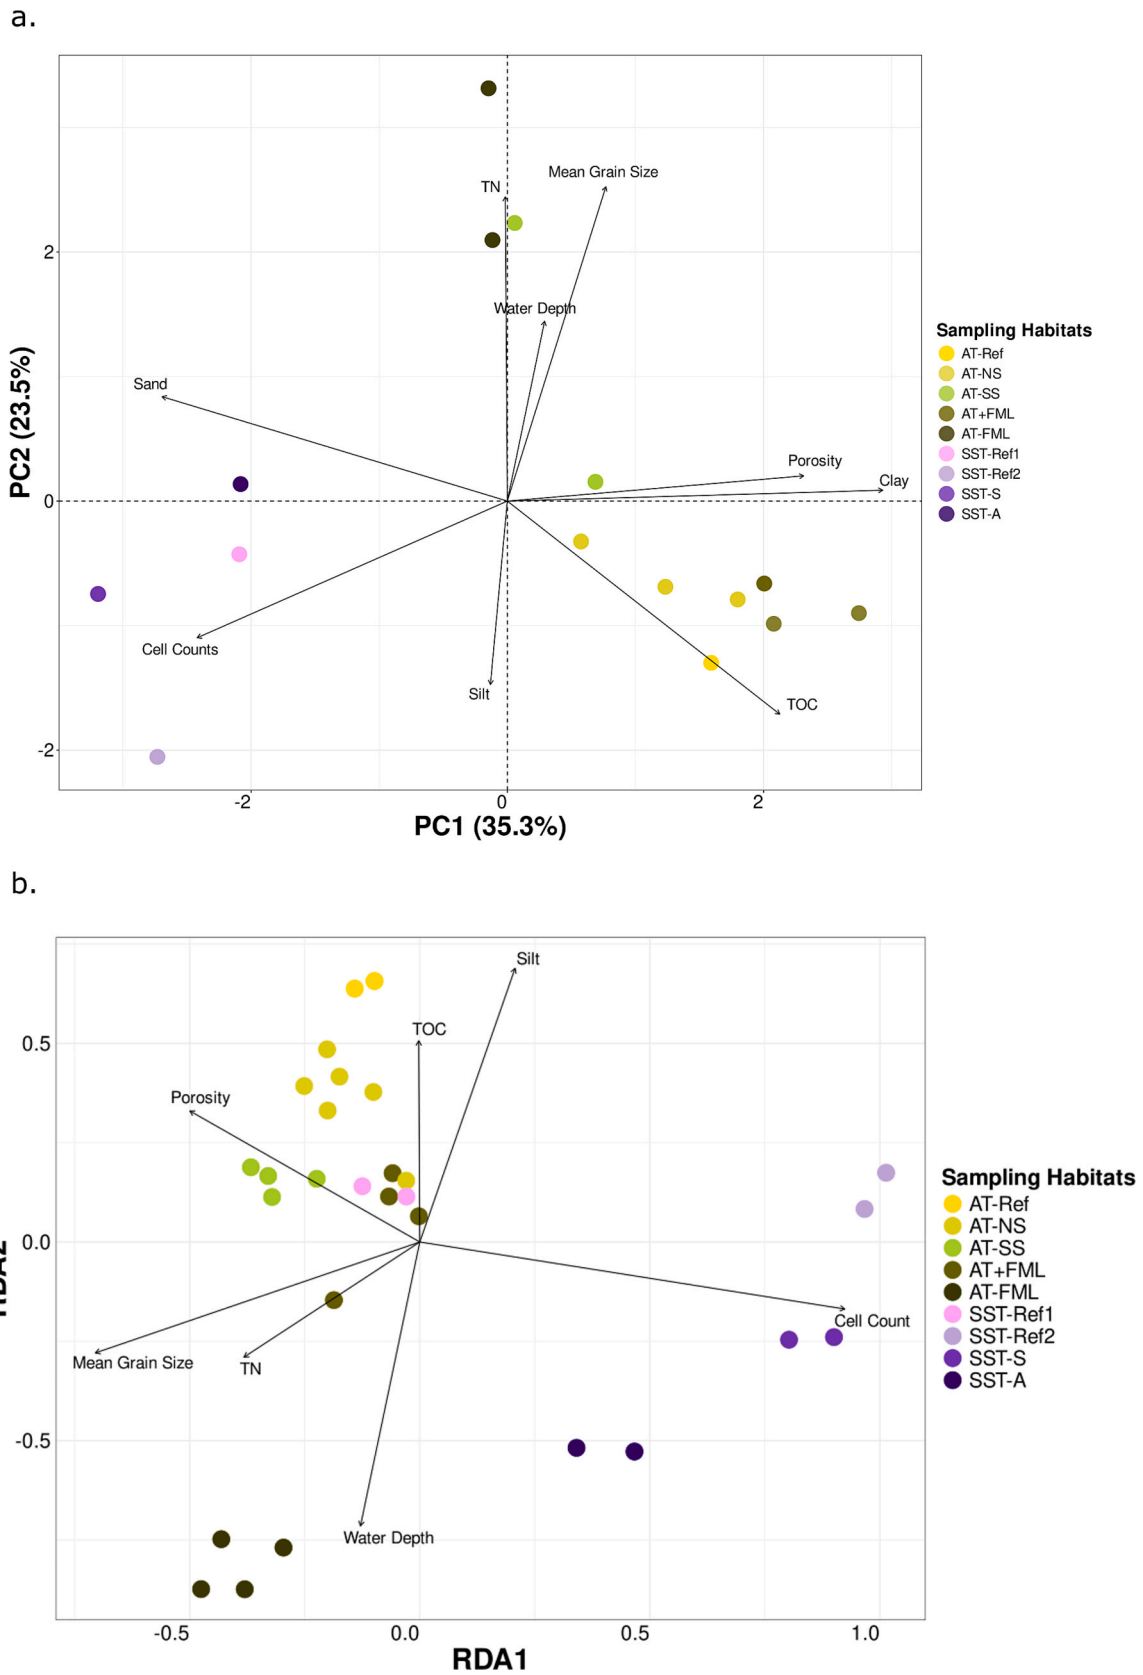 a.
Mean Grain Size
TN
2
Water Depth
Sand
Porosity
Clay
0
Cell Counts
Silt
TOC
-2
-2
0
2
PC1 (35.3%)
PC2 (23.5%)
Sampling Habitats
AT-Ref
AT-NS
AT-SS
AT+FML
AT-FML
SST-Ref1
SST-Ref2
SST-S
SST-A
b.
Silt
TOC
0.5
Porosity
0.0
Cell Count
Mean Grain Size
TN
-0.5
Water Depth
-0.5
0.0
0.5
1.0
RDA1
Sampling Habitats
AT-Ref
AT-NS
AT-SS
AT+FML
AT-FML
SST-Ref1
SST-Ref2
SST-S
SST-A